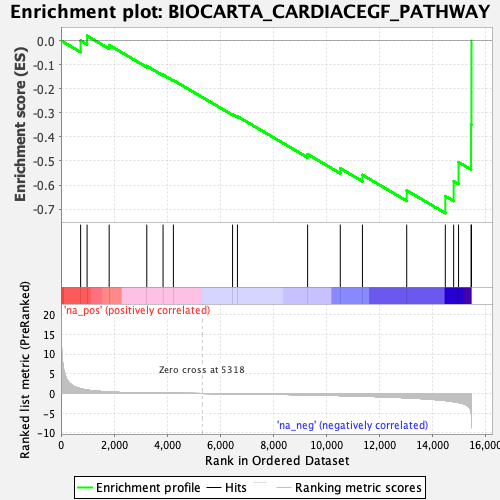 Enrichment plot: BIOCARTA_CARDIACEGF_PATHWAY
Enrichment score (ES)
0.0
-0.1
-0.2
-0.3
-0.4
-0.5
-0.6
-0.7
'na_pos' (positively correlated)
Ranked list metric (PreRanked)
20
15
10
5
0
-5
-10
Zero cross at 5318
'na_neg' (negatively correlated)
0
2,000
4,000
6,000
8,000
10,000
12,000
14,000
16,000
Rank in Ordered Dataset
Enrichment profile
Hits
Ranking metric scores